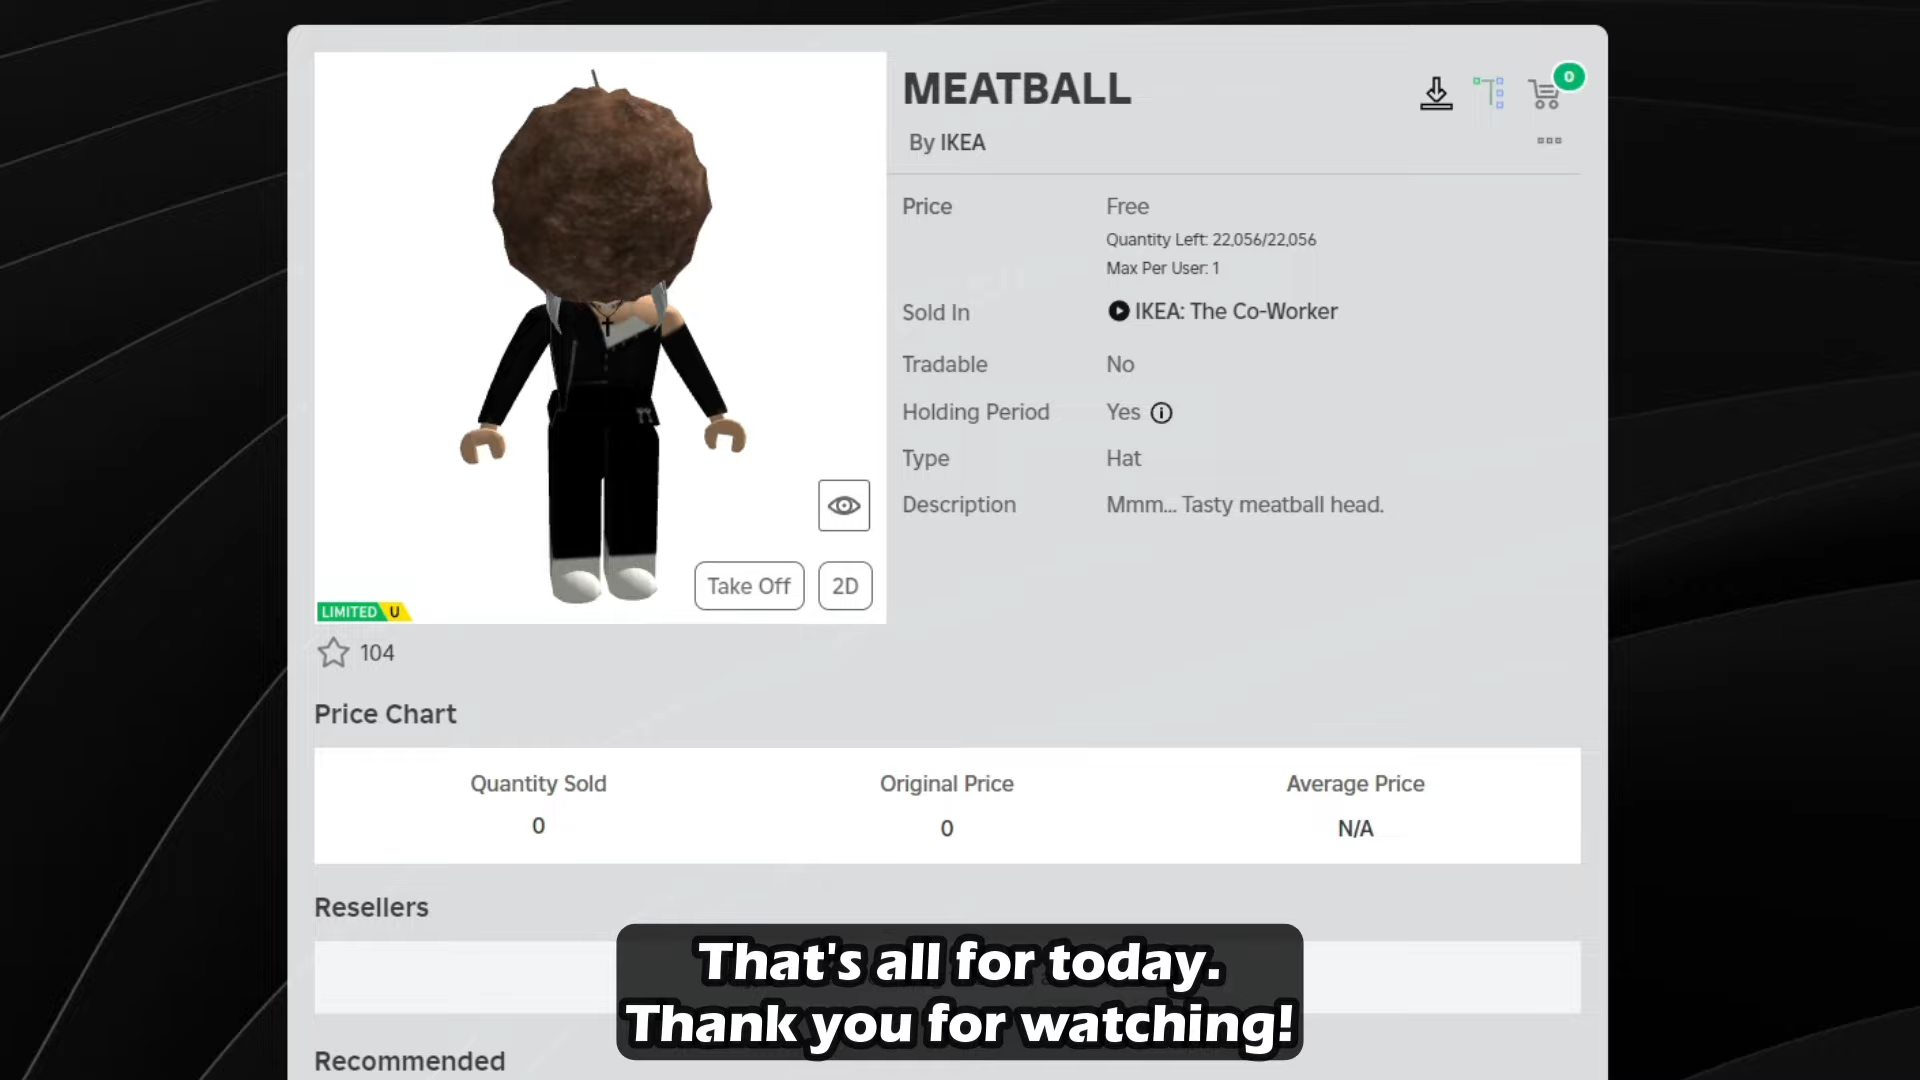 MEATBALL
0
By IKEA
Price
Free
Quantity Left: 22,056/22,056
Max Per User: 1
Sold In
IKEA: The Co-Worker
Tradable
No
Holding Period
Yes
Type
Hat
Description
Mmm... Tasty meatball head.
Take Off
2D
LIMITED U
104
Price Chart
Quantity Sold
Original Price
Average Price
0
0
N/A
Resellers
That's all for today.
Thank you for watching!
Recommended